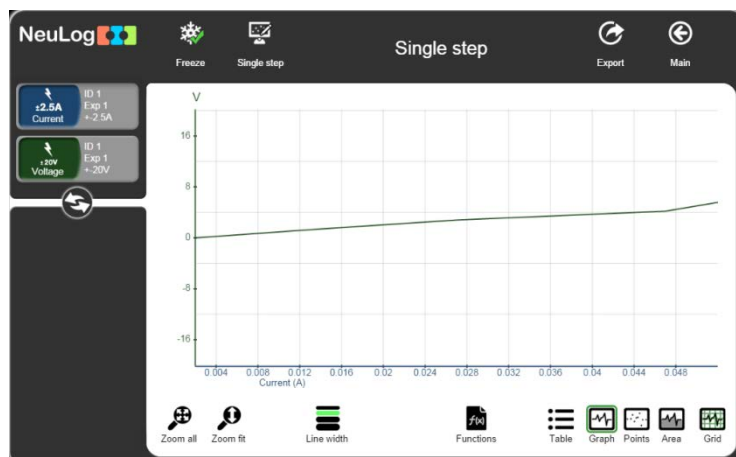 NeuLog
Freeze
Single step
Single step
Export
Main
±2.5A
Current
ID 1
Exp 1
+-2.5A
±20V
Voltage
ID 1
Exp 1
+-20V
V
16
8
0
-8
-16
0.004 0.008 0.012 0.016 0.02 0.024 0.028 0.032 0.036 0.04 0.044 0.048
Current (A)
Zoom all
Zoom fit
Line width
f(x)
Functions
Table
Graph
Points
Area
Grid